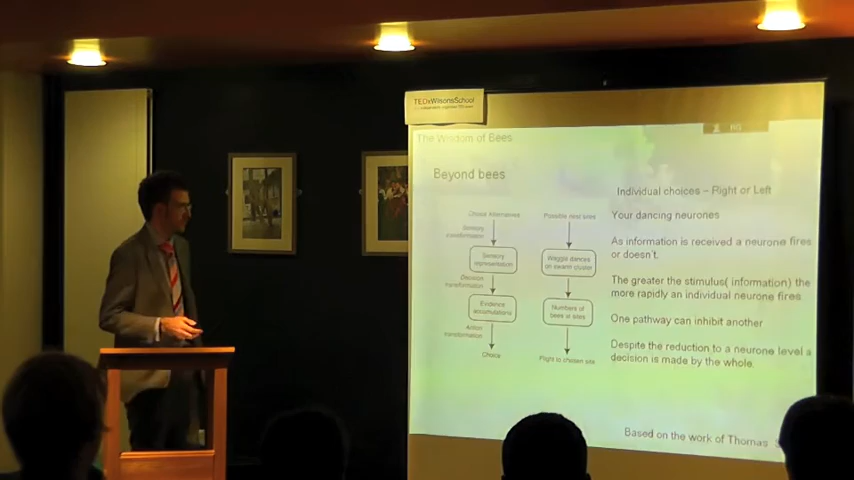 TEDxWilsonsSchool
The Wisdom of Bees
Beyond bees
Individual choices – Right or Left
Choice Alternatives
Sensory
transformation
Sensory
representation
Decision
transformation
Evidence
accumulations
Action
transformation
Choice
Possible nest sites
Waggle dances
on swarm cluster
Numbers of
bees in sites
Flight to chosen site
Your dancing neurones
As information is received a neurone fires
or doesn't.
The greater the stimulus( information) the
more rapidly an individual neurone fires
One pathway can inhibit another
Despite the reduction to a neurone level a
decision is made by the whole.
Based on the work of Thomas